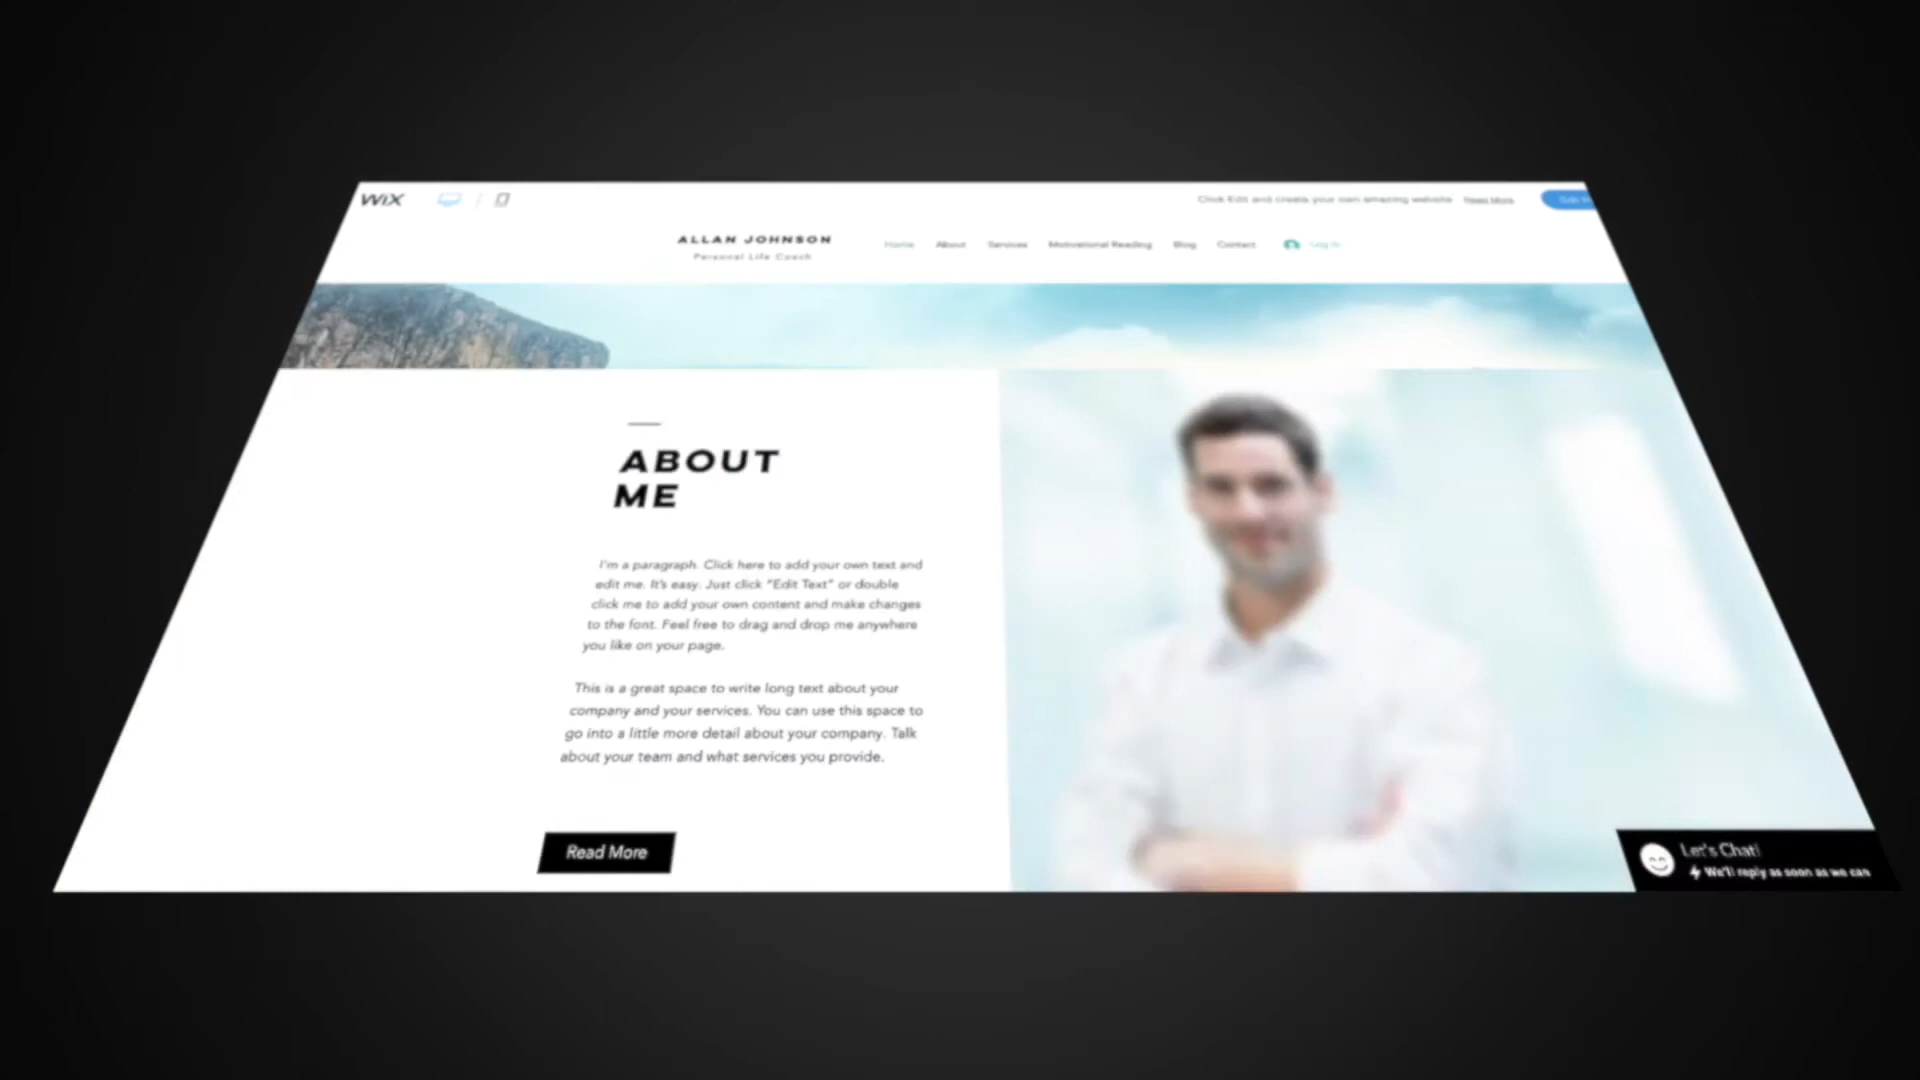 WiX
Click Edit and create your own amazing website Read More
ALLAN JOHNSON
Personal Life Coach
Home About Services Motivational Reading Blog Contact Log In
ABOUT
ME
I'm a paragraph. Click here to add your own text and
edit me. It's easy. Just click "Edit Text" or double
click me to add your own content and make changes
to the font. Feel free to drag and drop me anywhere
you like on your page.
This is a great space to write long text about your
company and your services. You can use this space to
go into a little more detail about your company. Talk
about your team and what services you provide.
Read More
Let's Chat!
We'll reply as soon as we can